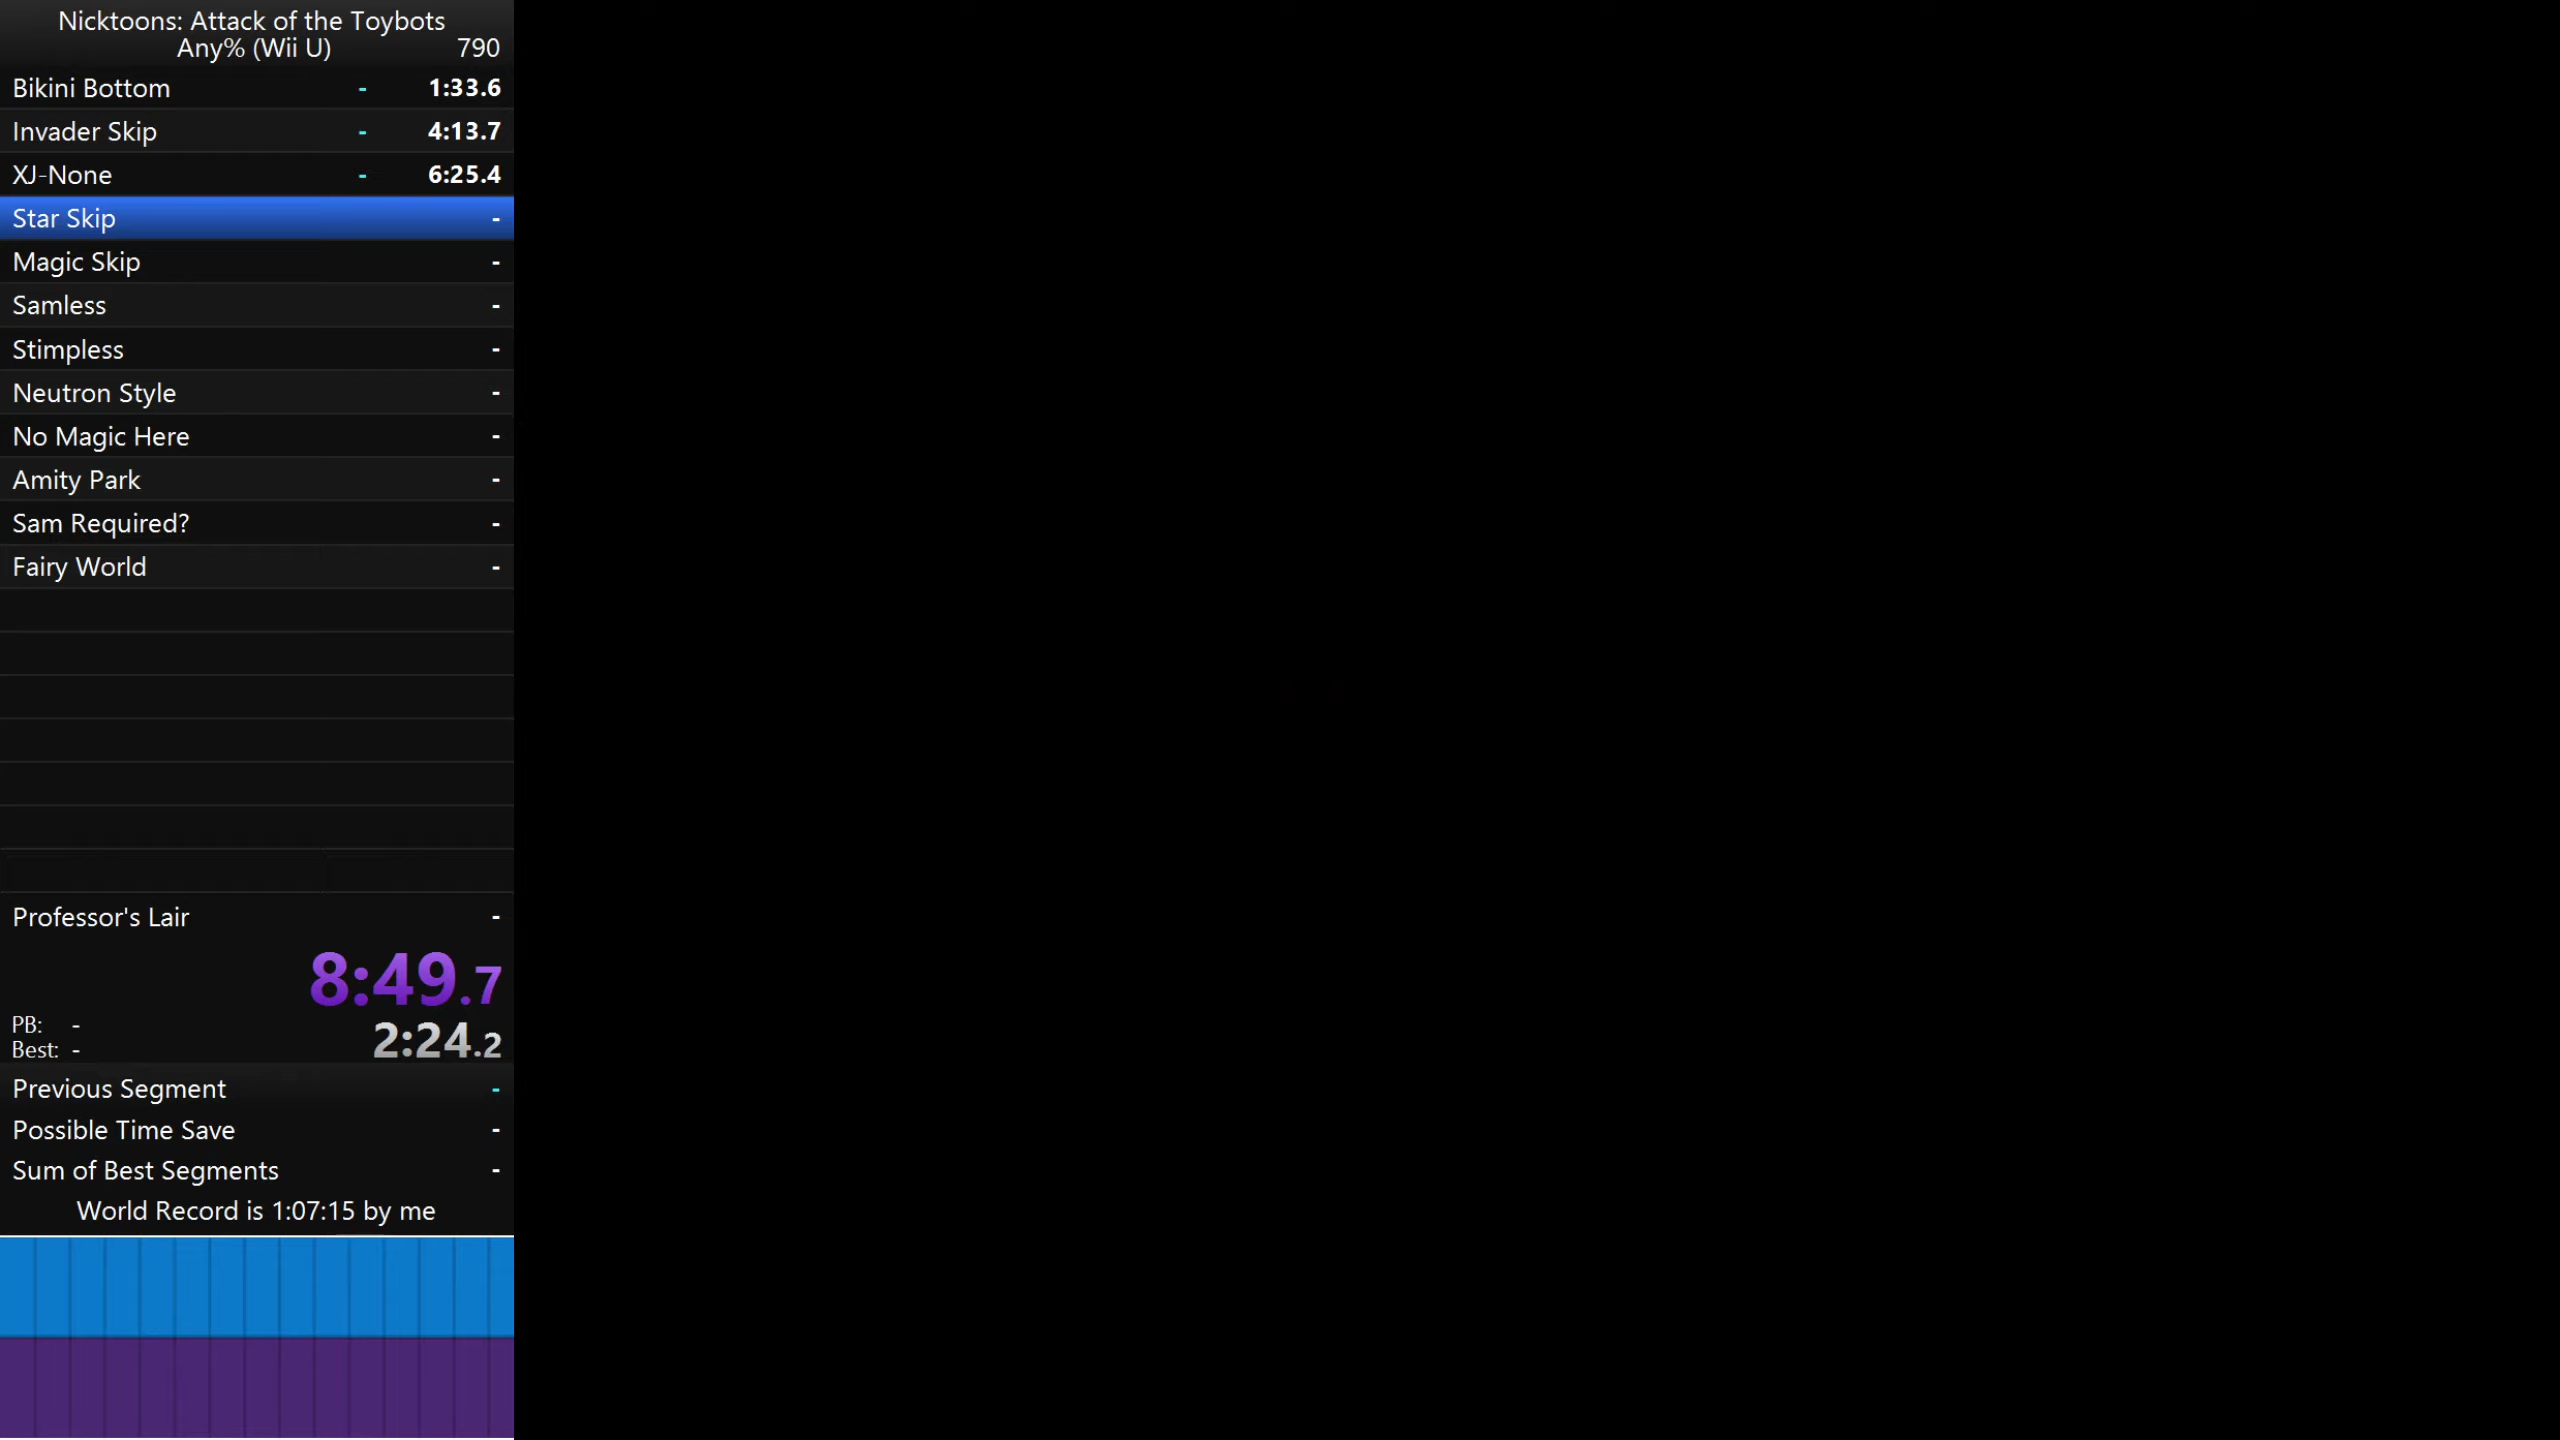 Nicktoons: Attack of the Toybots
Any% (Wii U) 790
Bikini Bottom - 1:33.6
Invader Skip - 4:13.7
XJ-None - 6:25.4
Star Skip -
Magic Skip -
Samless -
Stimpless -
Neutron Style -
No Magic Here -
Amity Park -
Sam Required? -
Fairy World -
Professor's Lair -
8:49.7
PB: -
Best: - 2:24.2
Previous Segment -
Possible Time Save -
Sum of Best Segments -
World Record is 1:07:15 by me